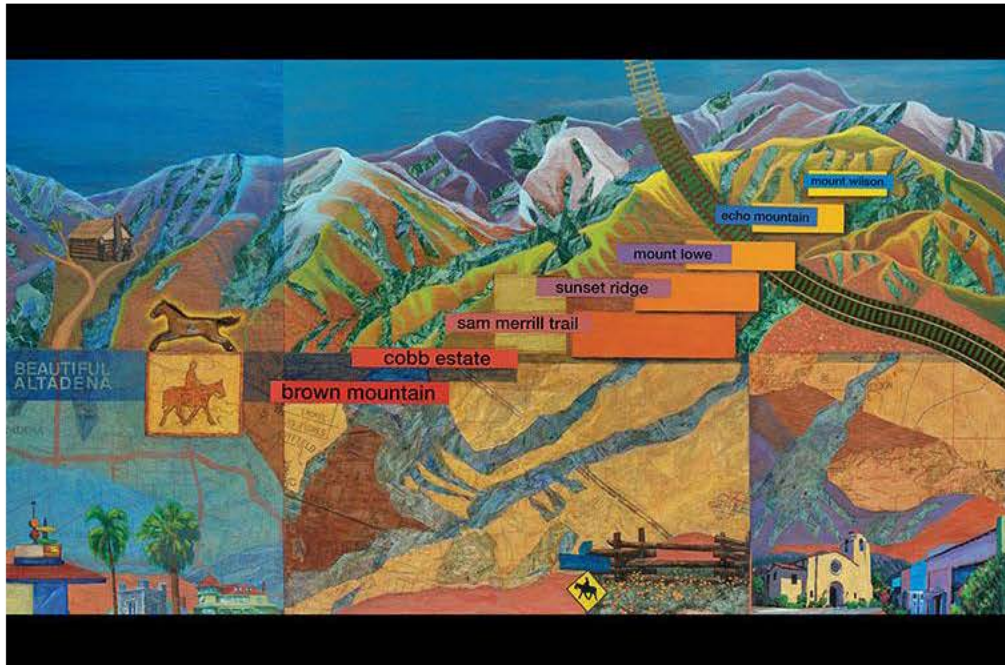 mount wilson
echo mountain
mount lowe
sunset ridge
sam merrill trail
cobb estate
BEAUTIFUL
ALTADENA
brown mountain